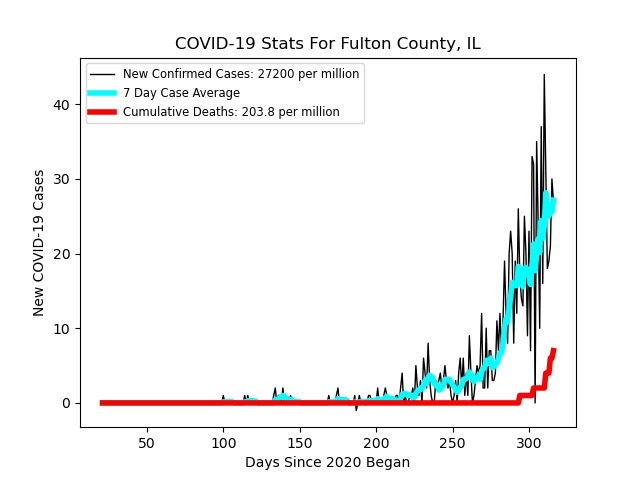 COVID-19 Stats For Fulton County, IL
New Confirmed Cases: 27200 per million
7 Day Case Average
Cumulative Deaths: 203.8 per million
New COVID-19 Cases
40
30
20
10
0
50 100 150 200 250 300
Days Since 2020 Began